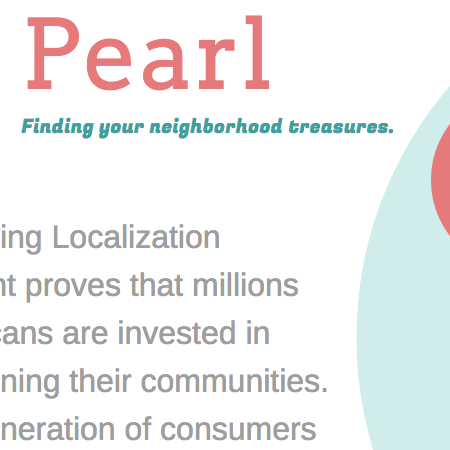 Pearl
Finding your neighborhood treasures.
ing Localization
nt proves that millions
cans are invested in
ning their communities.
neration of consumers